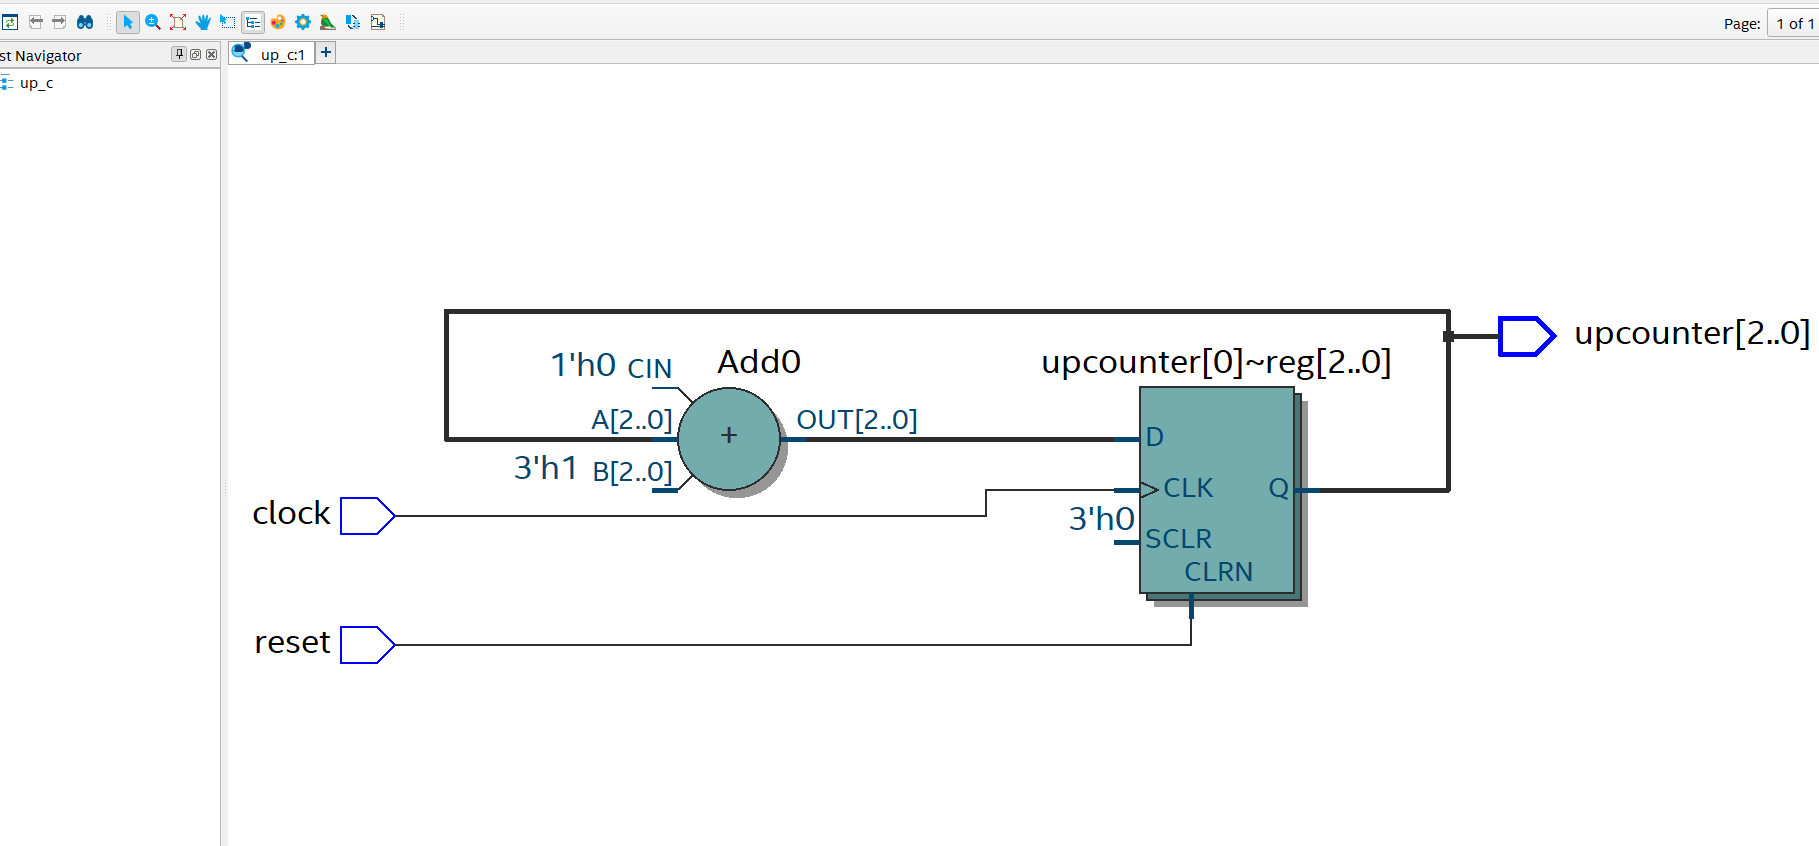 Page: 1 of 1
st Navigator
up_c:1
+
up_c
upcounter[2..0]
1'h0 CIN
Add0
upcounter[0]~reg[2..0]
A[2..0]
+
OUT[2..0]
D
3'h1 B[2..0]
CLK
Q
clock
3'h0
SCLR
CLRN
reset